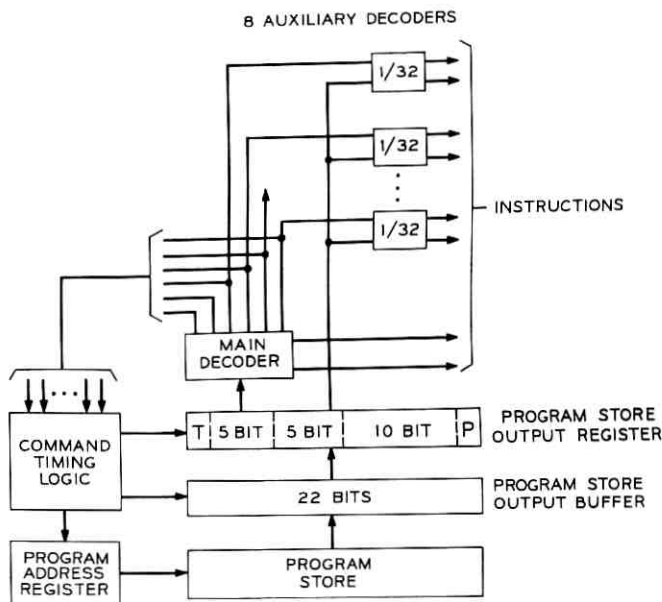 8 AUXILIARY DECODERS
1/32
1/32
1/32
INSTRUCTIONS
MAIN
DECODER
T
5 BIT
5 BIT
10 BIT
P
PROGRAM STORE
OUTPUT REGISTER
COMMAND
TIMING
LOGIC
22 BITS
PROGRAM STORE
OUTPUT BUFFER
PROGRAM
ADDRESS
REGISTER
PROGRAM
STORE